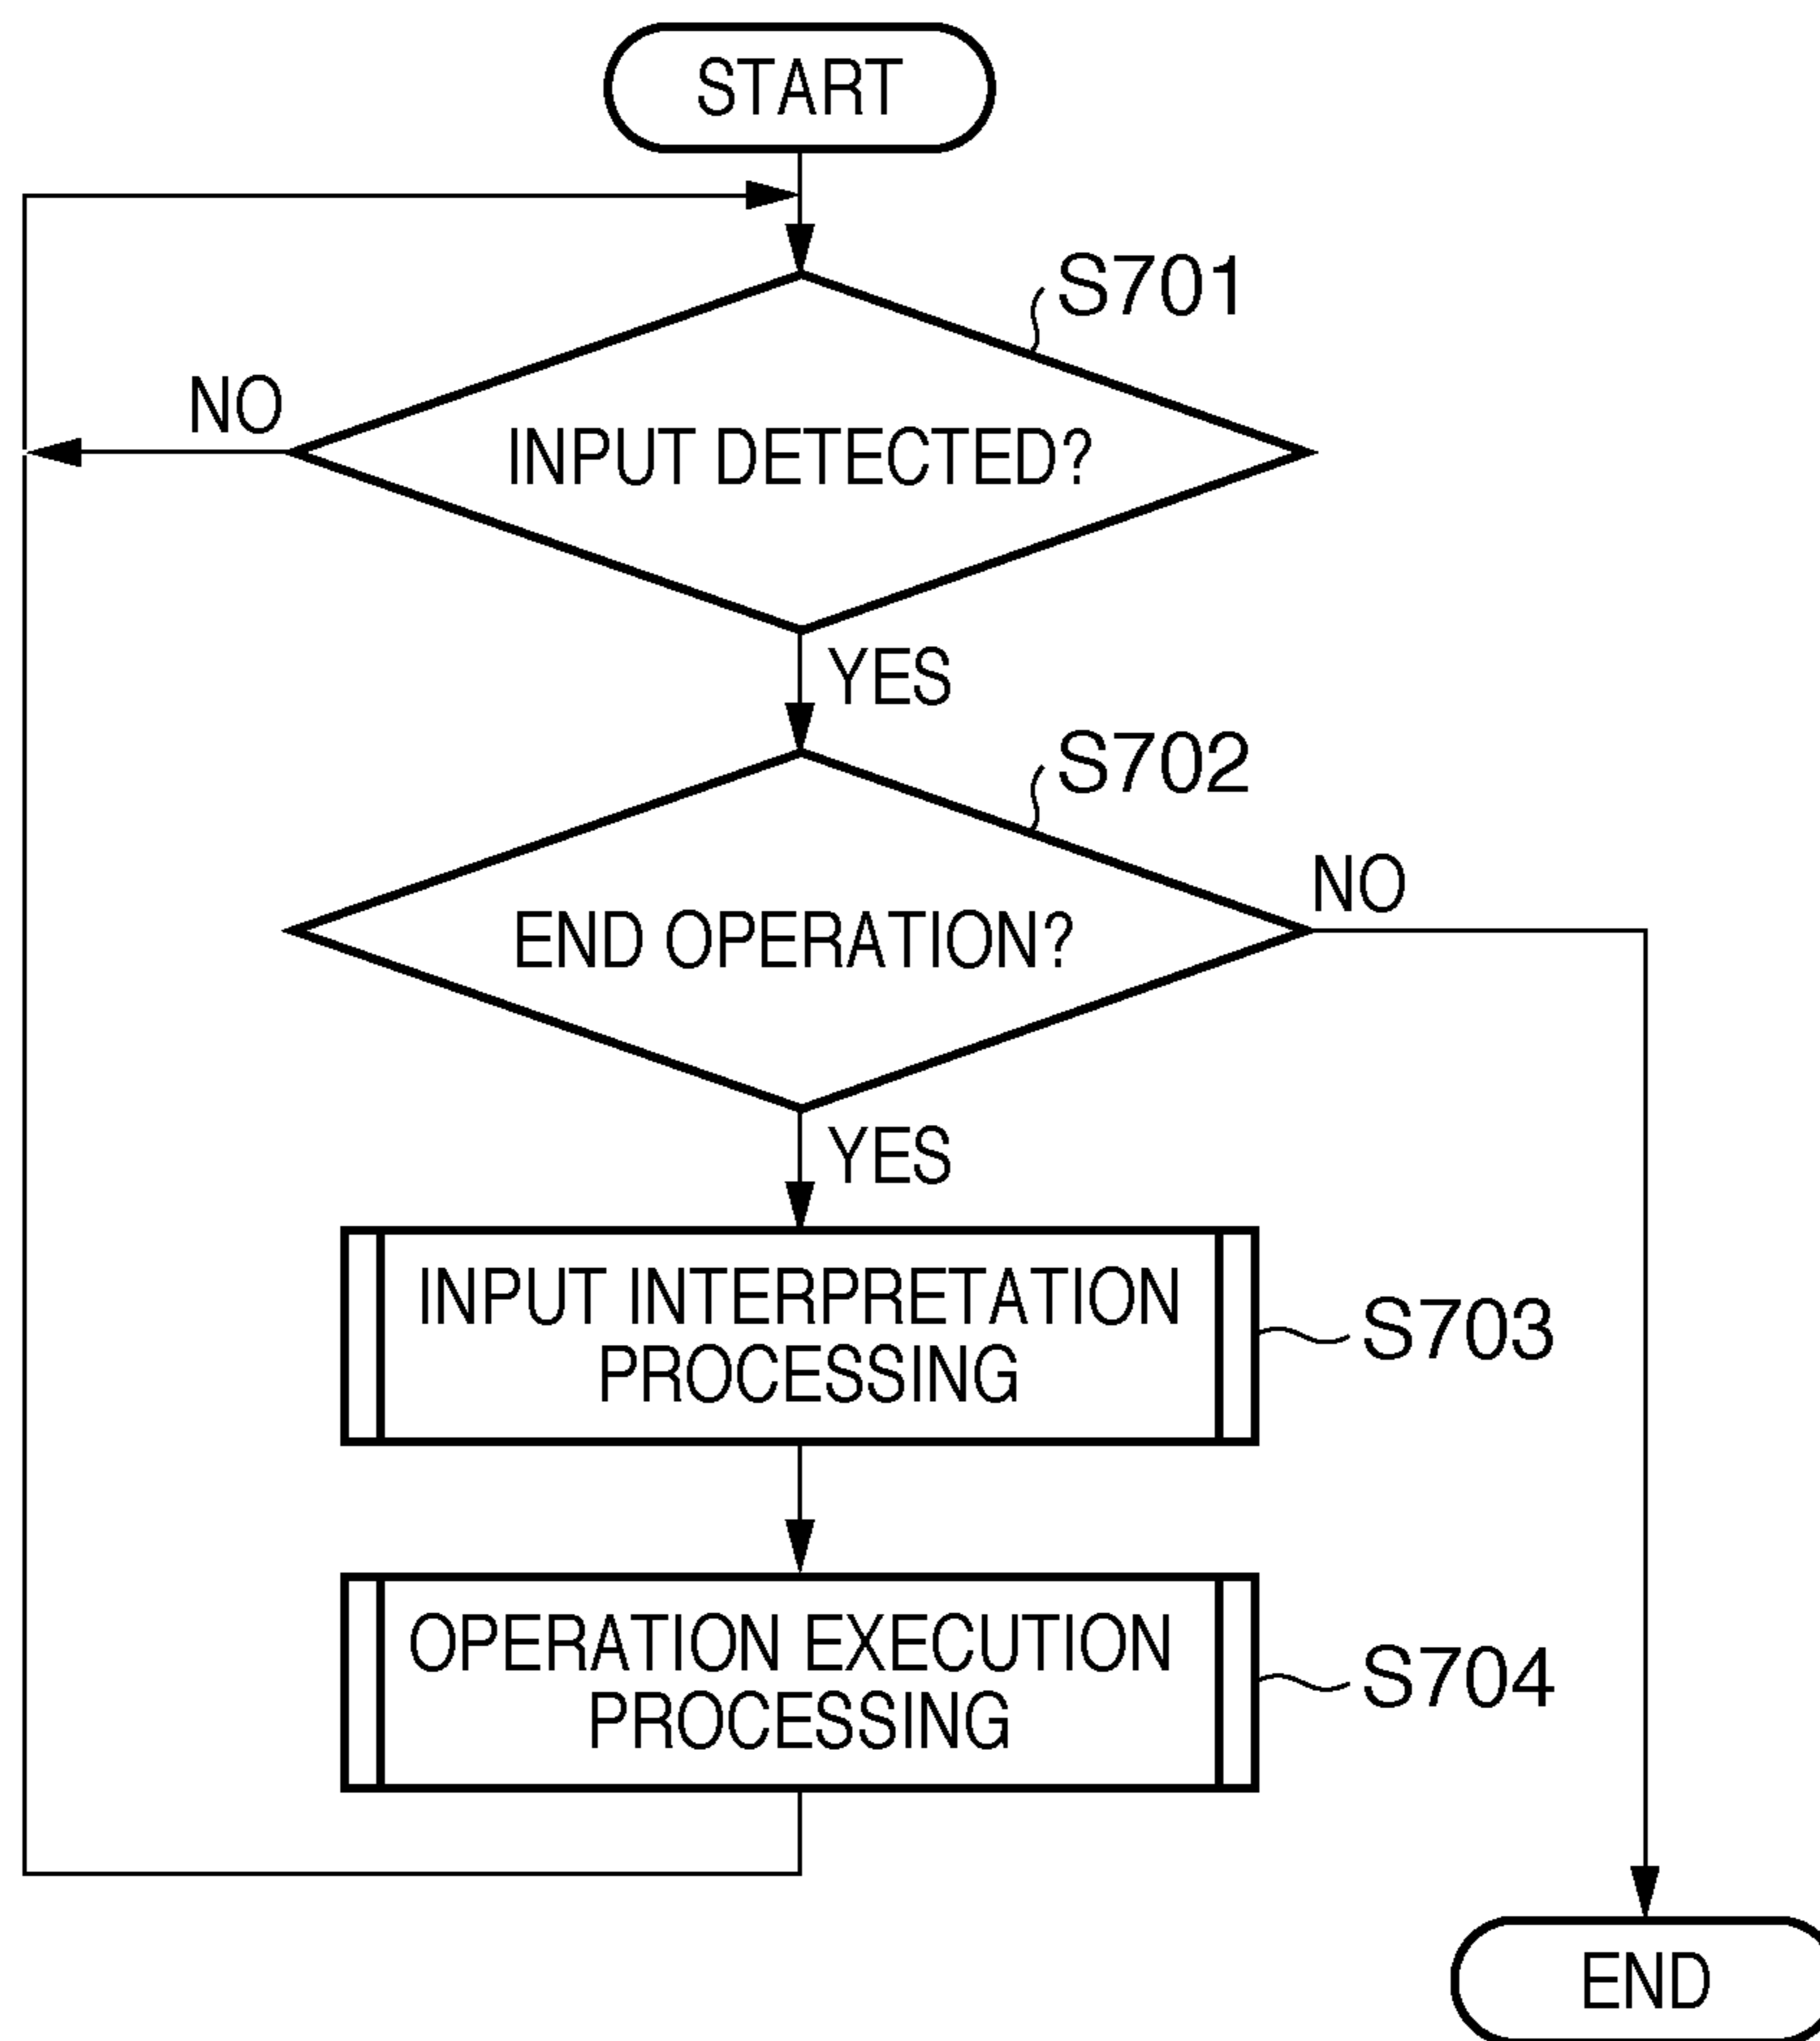 START
S701
NO
INPUT DETECTED?
YES
S702
NO
END OPERATION?
YES
INPUT INTERPRETATION
PROCESSING
S703
OPERATION EXECUTION
PROCESSING
S704
END